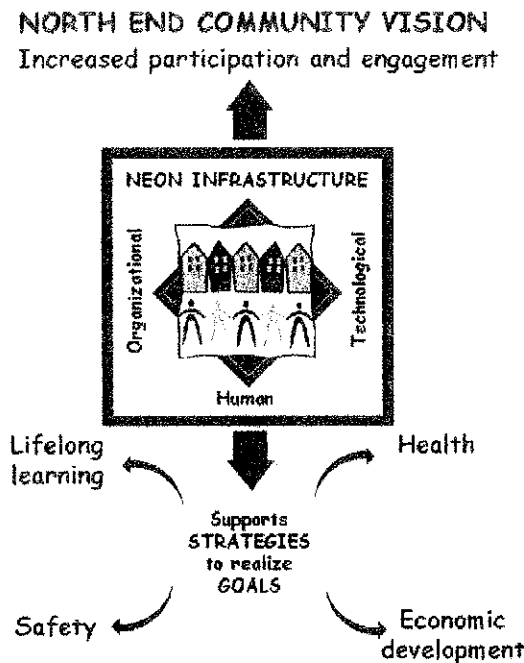 NORTH END COMMUNITY VISION
Increased participation and engagement
NEON INFRASTRUCTURE
Organizational
Technological
Human
Lifelong
learning
Health
Supports
STRATEGIES
to realize
GOALS
Safety
Economic
development